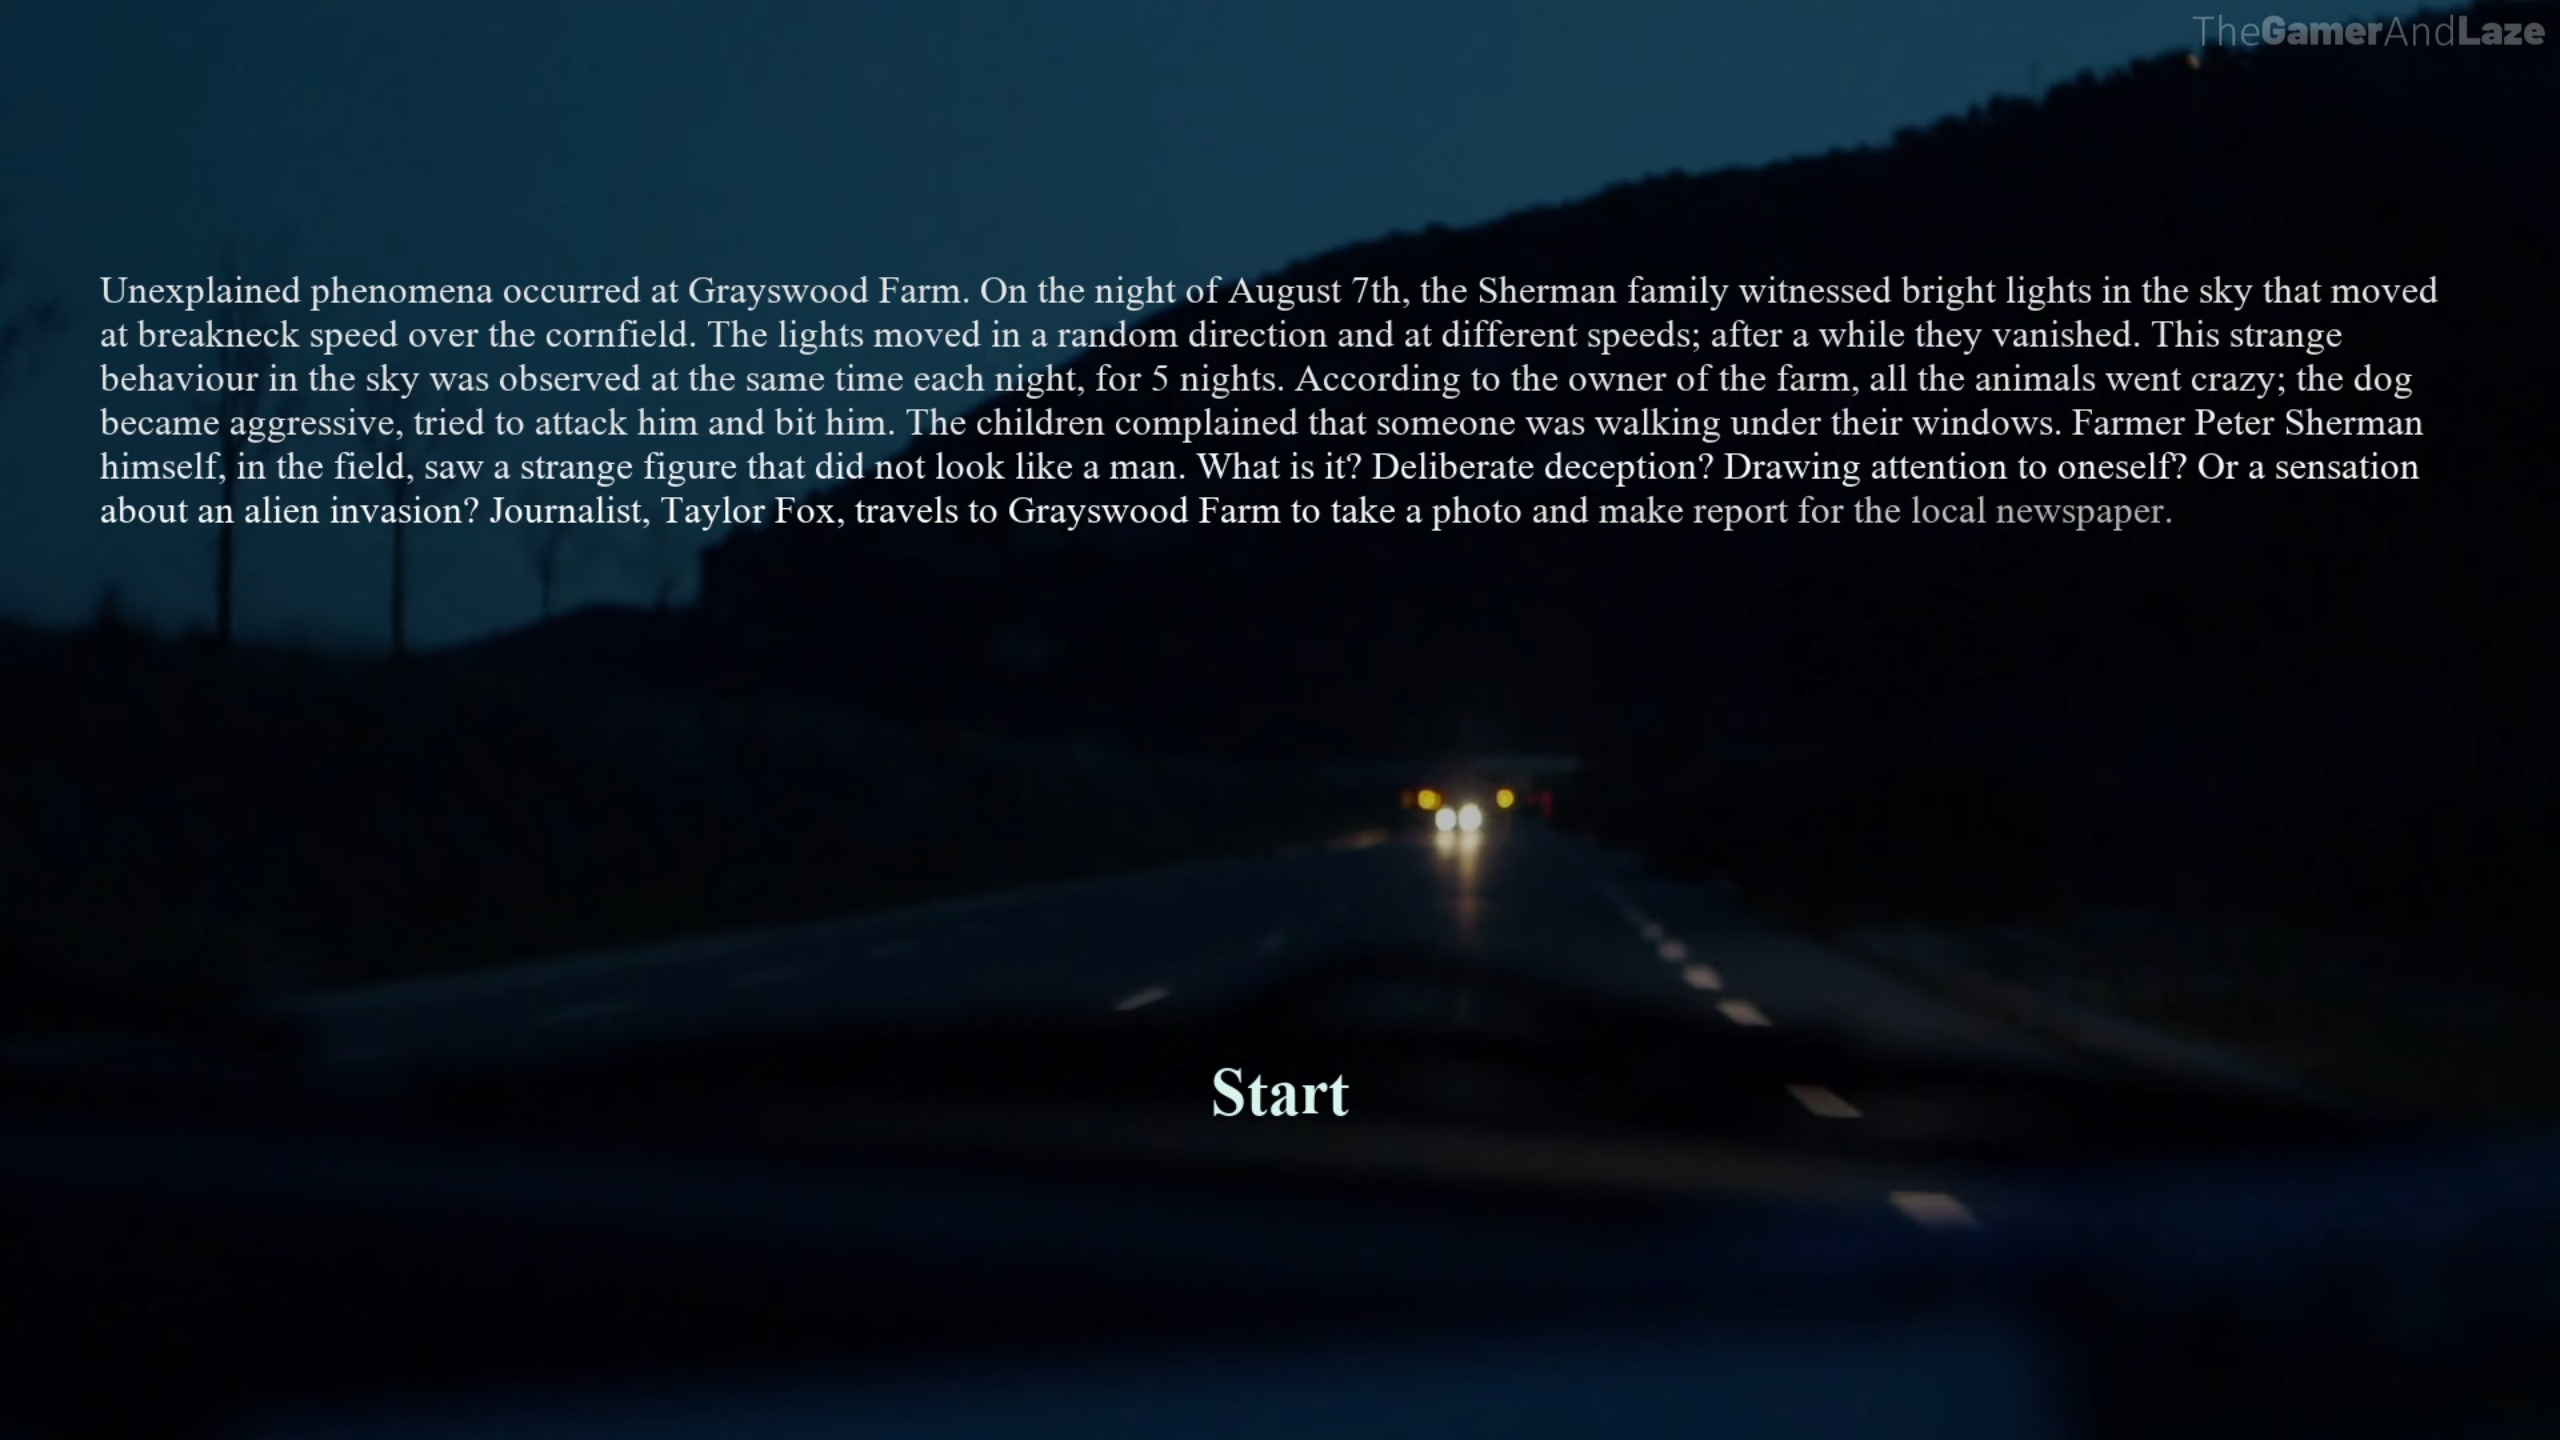 TheGamerAndLaze
Unexplained phenomena occurred at Grayswood Farm. On the night of August 7th, the Sherman family witnessed bright lights in the sky that moved
at breakneck speed over the cornfield. The lights moved in a random direction and at different speeds; after a while they vanished. This strange
behaviour in the sky was observed at the same time each night, for 5 nights. According to the owner of the farm, all the animals went crazy; the dog
became aggressive, tried to attack him and bit him. The children complained that someone was walking under their windows. Farmer Peter Sherman
himself, in the field, saw a strange figure that did not look like a man. What is it? Deliberate deception? Drawing attention to oneself? Or a sensation
about an alien invasion? Journalist, Taylor Fox, travels to Grayswood Farm to take a photo and make report for the local newspaper.
Start